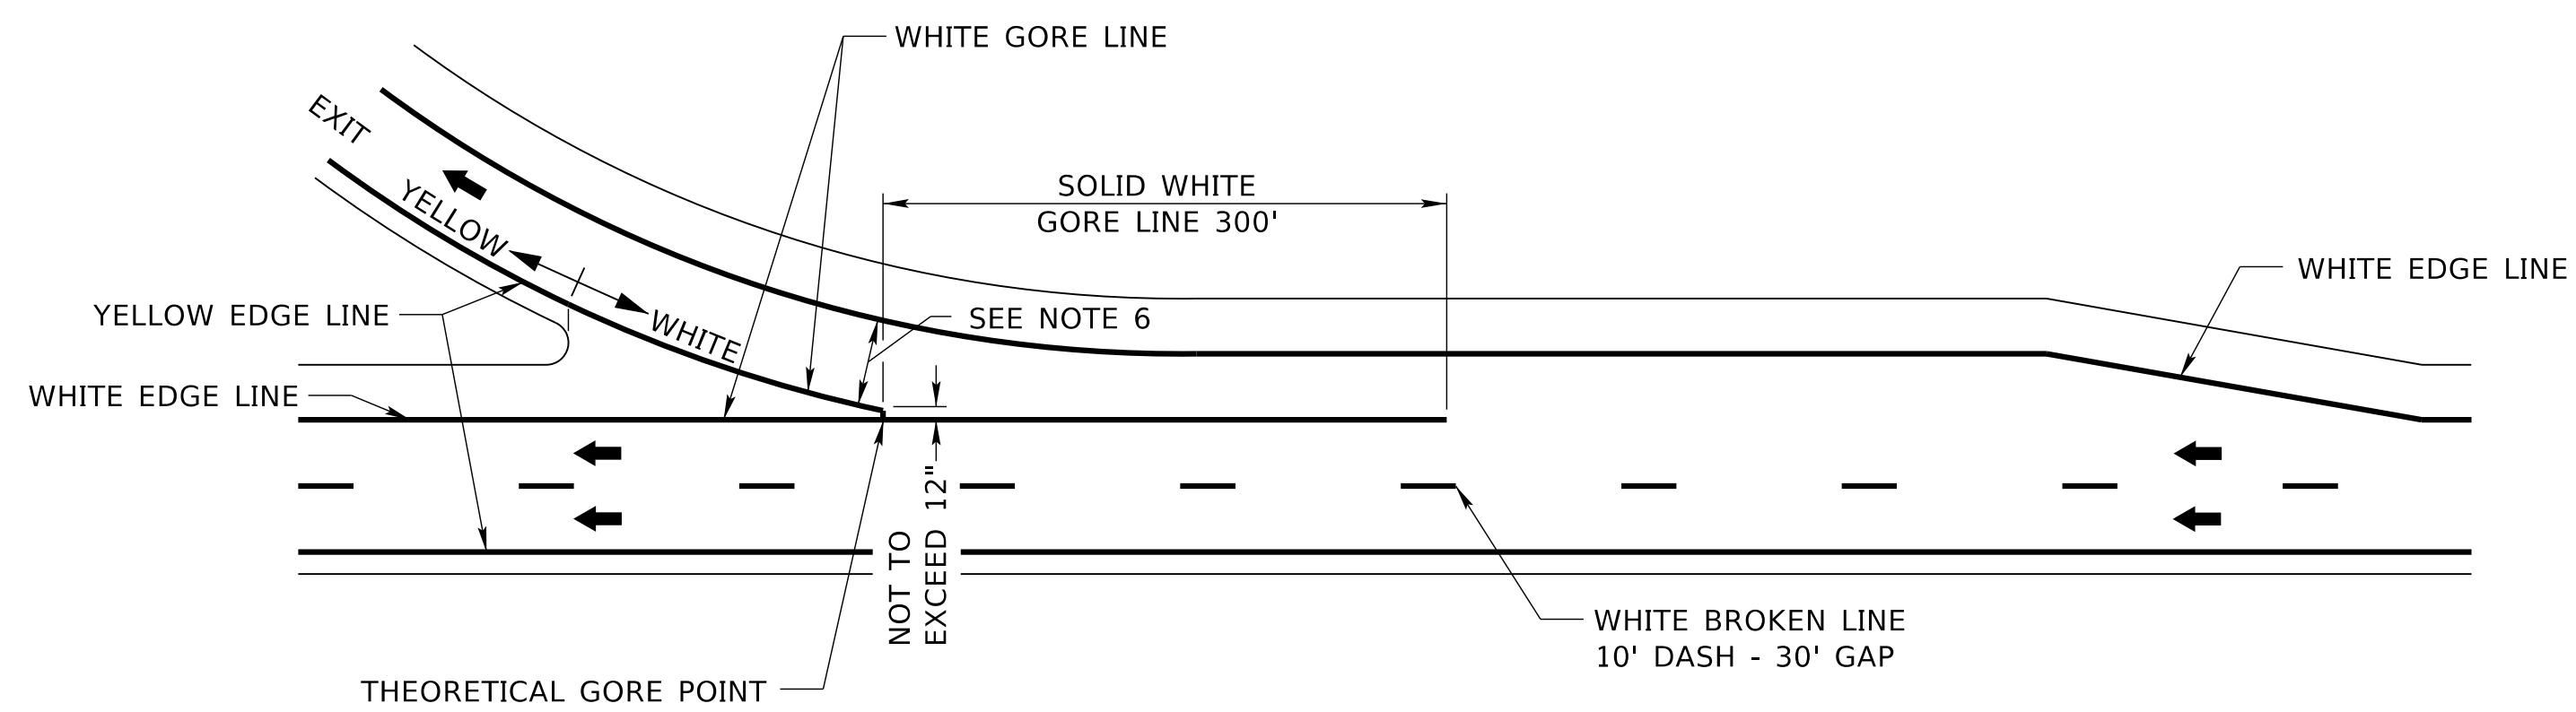 WHITE GORE LINE
EXIT
SOLID WHITE
GORE LINE 300'
YELLOW
WHITE EDGE LINE
YELLOW EDGE LINE
WHITE
SEE NOTE 6
WHITE EDGE LINE
NOT TO
EXCEED 12"
WHITE BROKEN LINE
10' DASH - 30' GAP
THEORETICAL GORE POINT